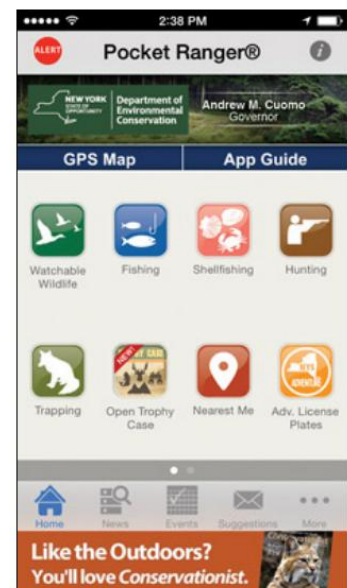 2:38 PM
ALERT
Pocket Ranger®
i
NEW YORK
STATE OF
OPPORTUNITY
Department of
Environmental
Conservation
Andrew M. Cuomo
Governor
GPS Map
App Guide
Watchable
Wildlife
Fishing
Shellfishing
Hunting
NEW!
Trapping
Open Trophy
Case
Nearest Me
NYS
ADVENTURE
Adv. License
Plates
Home
News
Events
Suggestions
More
Like the Outdoors?
You'll love Conservationist.